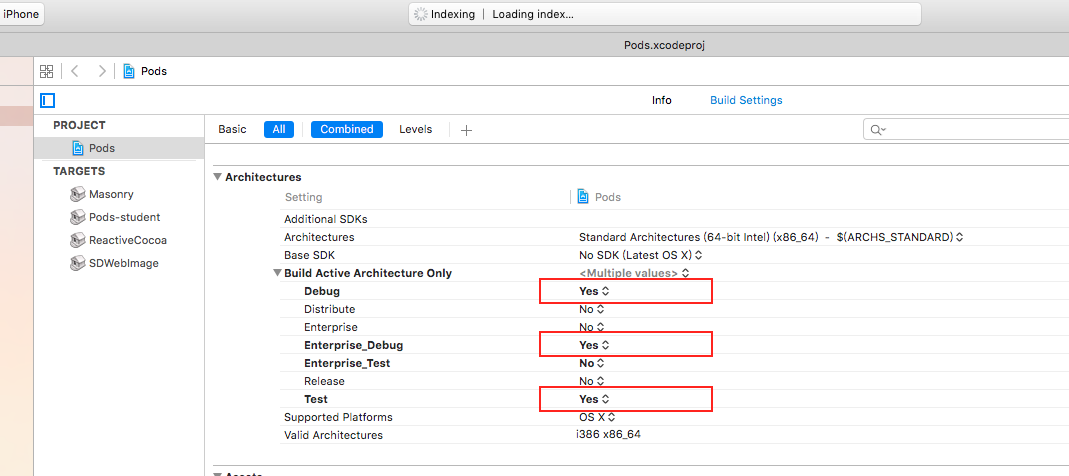 iPhone Indexing | Loading index...
Pods.xcodeproj
Pods
Info Build Settings
PROJECT
Pods
TARGETS
Masonry
Pods-student
ReactiveCocoa
SDWebImage
Basic All Combined Levels +
Architectures
Setting Pods
Additional SDKs
Architectures Standard Architectures (64-bit Intel) (x86_64) - $(ARCHS_STANDARD)
Base SDK No SDK (Latest OS X)
Build Active Architecture Only <Multiple values>
Debug Yes
Distribute No
Enterprise No
Enterprise_Debug Yes
Enterprise_Test No
Release No
Test Yes
Supported Platforms OS X
Valid Architectures i386 x86_64
Assets